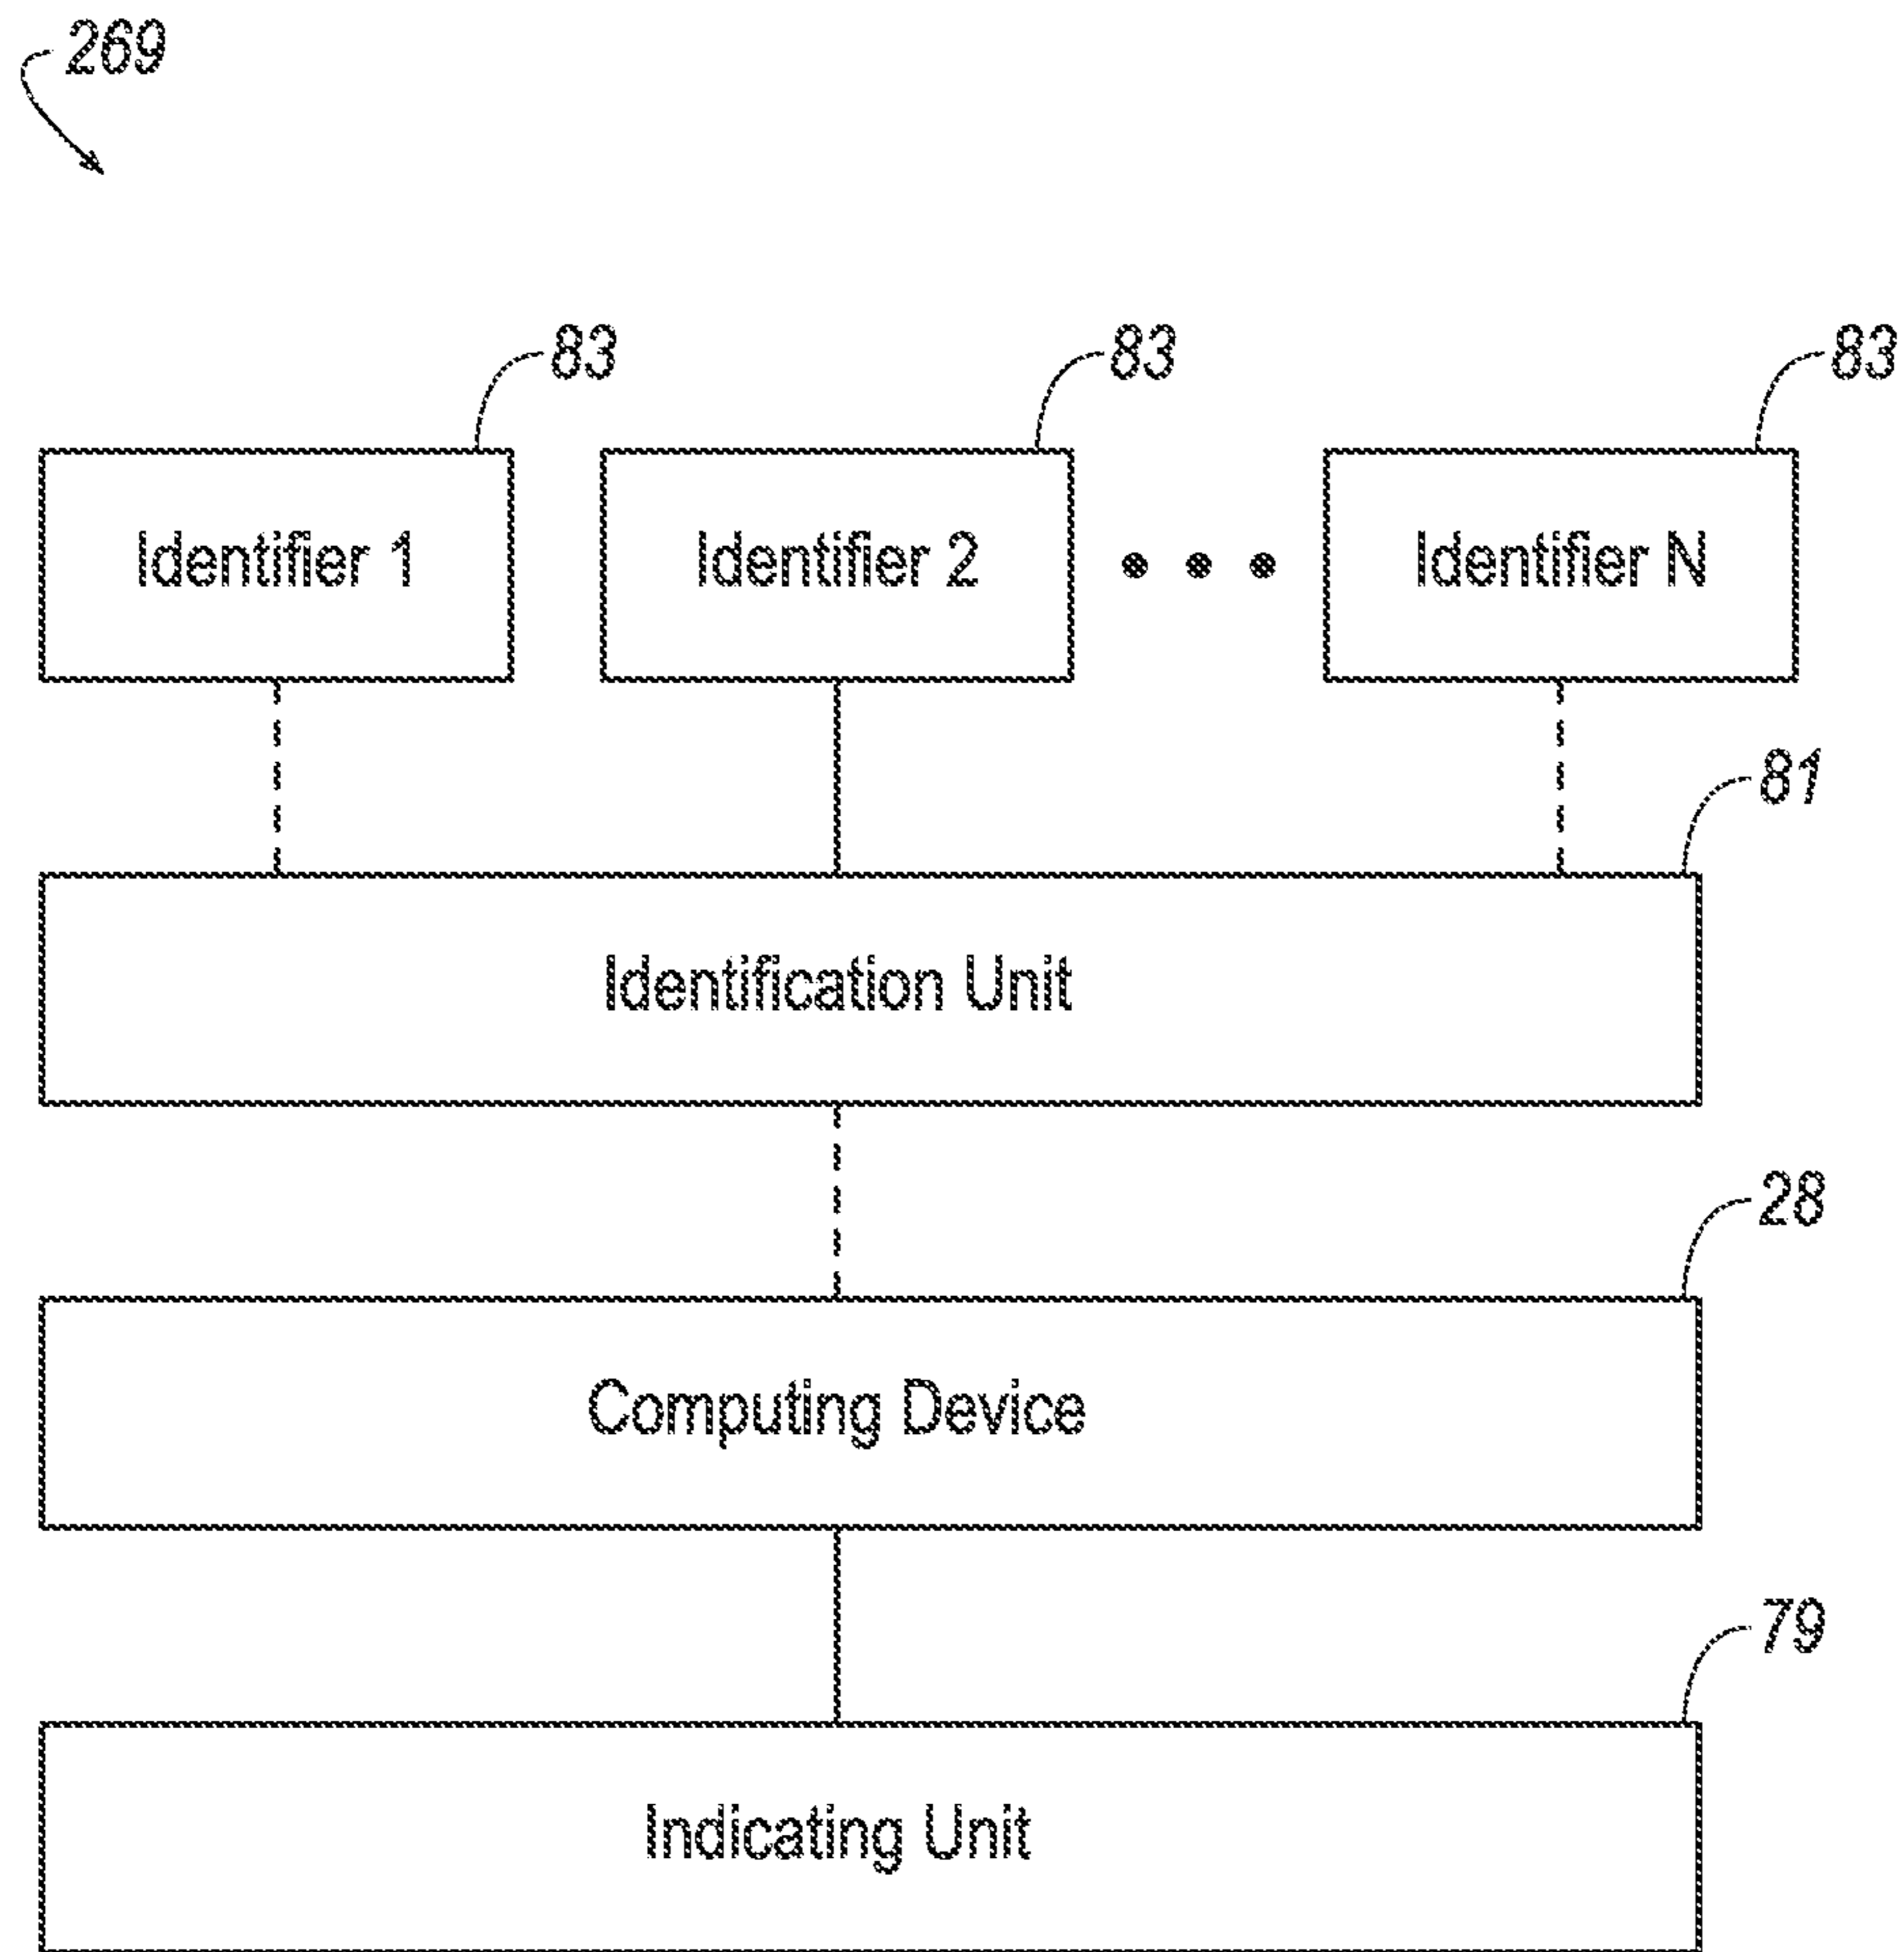 269
83
83
83
Identifier 1
Identifier 2
Identifier N
81
Identification Unit
28
Computing Device
79
Indicating Unit